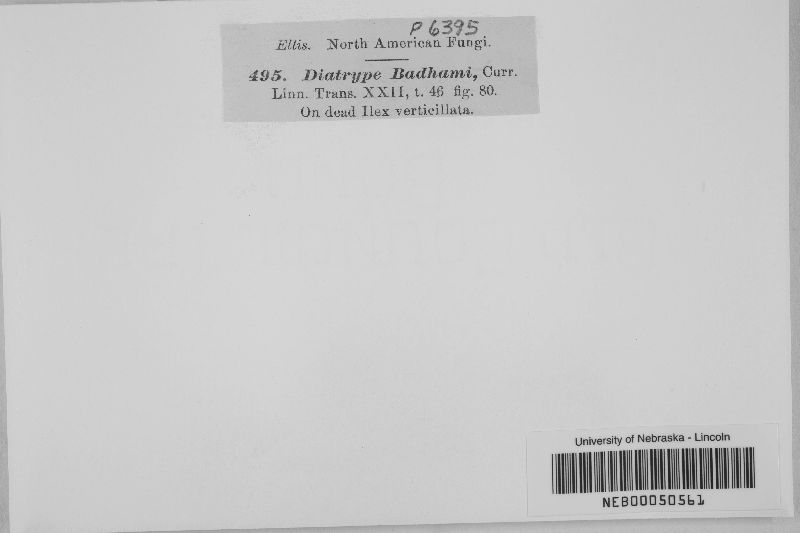 P 6395
Ellis. North American Fungi.
495. Diatrype Badhami, Curr.
Linn. Trans. XXII, t. 46 fig. 80.
On dead Ilex verticillata.
University of Nebraska - Lincoln
NEB00050561